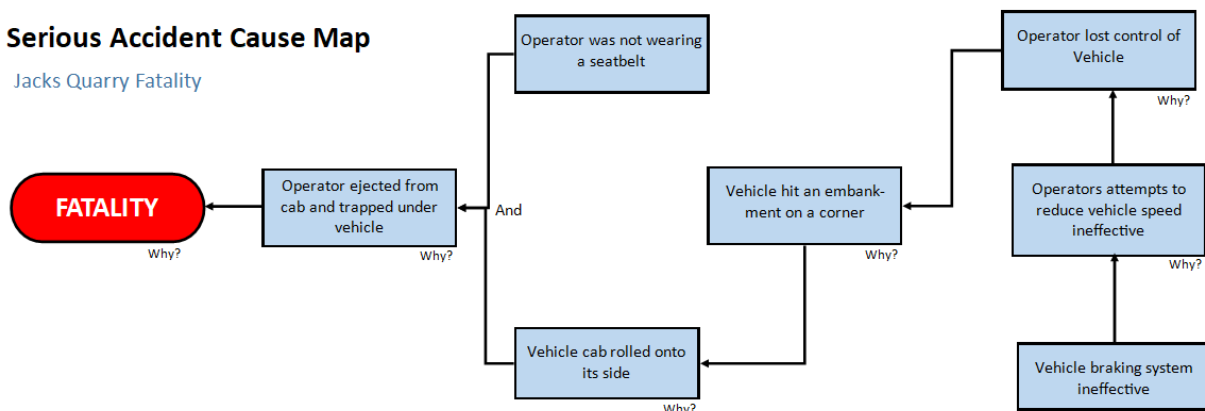 Serious Accident Cause Map
Jacks Quarry Fatality
FATALITY
Why?
Operator ejected from
cab and trapped under
vehicle
Why?
And
Operator was not wearing
a seatbelt
Vehicle cab rolled onto
its side
Why?
Vehicle hit an embank-
ment on a corner
Why?
Operator lost control of
Vehicle
Why?
Operators attempts to
reduce vehicle speed
ineffective
Why?
Vehicle braking system
ineffective